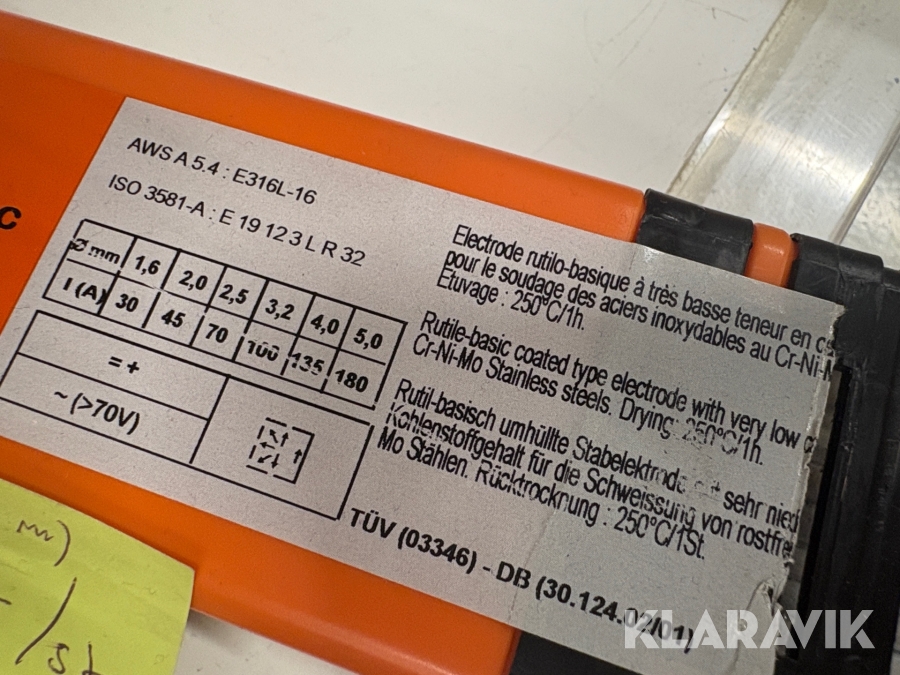 c
AWS A 5.4 : E316L-16
ISO 3581-A : E 19 12 3 L R 32
Ø mm 1,6 2,0 2,5 3,2 4,0 5,0
I (A) 30 45 70 100 135 180
= +
~ (>70V)
Electrode rutilo-basique à très basse teneur en
pour le soudage des aciers inoxydables au Cr-Ni-
Etuvage : 250°C/1h.
Rutile-basic coated type electrode with very low
Cr-Ni-Mo Stainless steels. Drying: 250°C/1h.
Rutil-basisch umhüllte Stabelektrode mit sehr
Kohlenstoffgehalt für die Schweissung von
Mo Stählen. Rücktrocknung : 250°C/1St.
TÜV (03346) - DB (30.124.02/01)
KLARAVIK